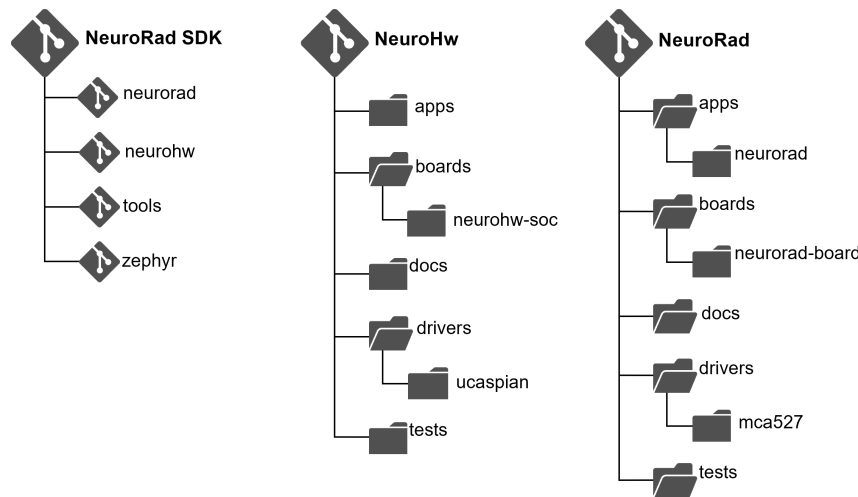 NeuroRad SDK
neurorad
neurohw
tools
zephyr
NeuroHw
apps
boards
neurohw-soc
docs
drivers
ucaspian
tests
NeuroRad
apps
neurorad
boards
neurorad-board
docs
drivers
mca527
tests